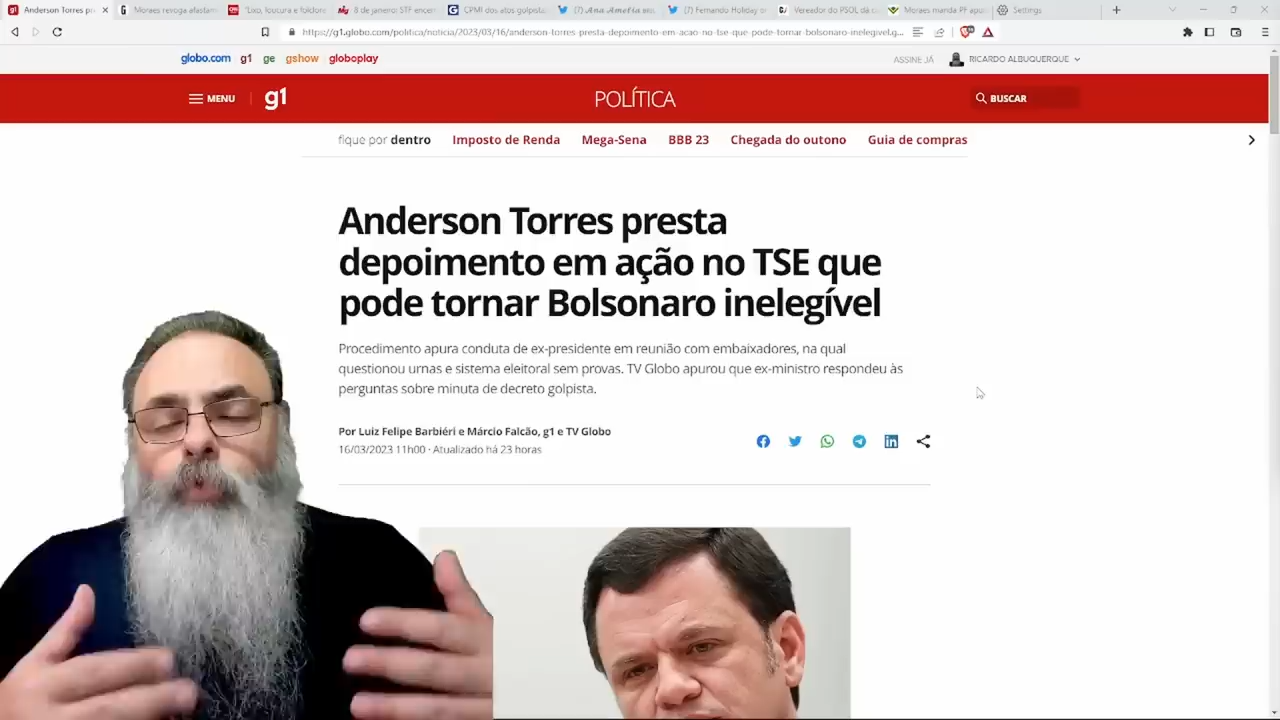 Anderson Torres pr
Moraes revoga afastam
"Lixo, loucura e folclore
8 de janeiro: STF encerr
CPMI dos atos golpista
(7) Ana Amelia
(7) Fernando Holiday
Vereador do PSOL dá c
Moraes manda PF apu
Settings
https://g1.globo.com/politica/noticia/2023/03/16/anderson-torres-presta-depoimento-em-acao-no-tse-que-pode-tornar-bolsonaro-inelegivel.g...
globo.com g1 ge gshow globoplay
ASSINE JÁ RICARDO ALBUQUERQUE
MENU g1 POLÍTICA BUSCAR
fique por dentro Imposto de Renda Mega-Sena BBB 23 Chegada do outono Guia de compras
Anderson Torres presta
depoimento em ação no TSE que
pode tornar Bolsonaro inelegível
Procedimento apura conduta de ex-presidente em reunião com embaixadores, na qual
questionou urnas e sistema eleitoral sem provas. TV Globo apurou que ex-ministro respondeu às
perguntas sobre minuta de decreto golpista.
Por Luiz Felipe Barbiéri e Márcio Falcão, g1 e TV Globo
16/03/2023 11h00 · Atualizado há 23 horas